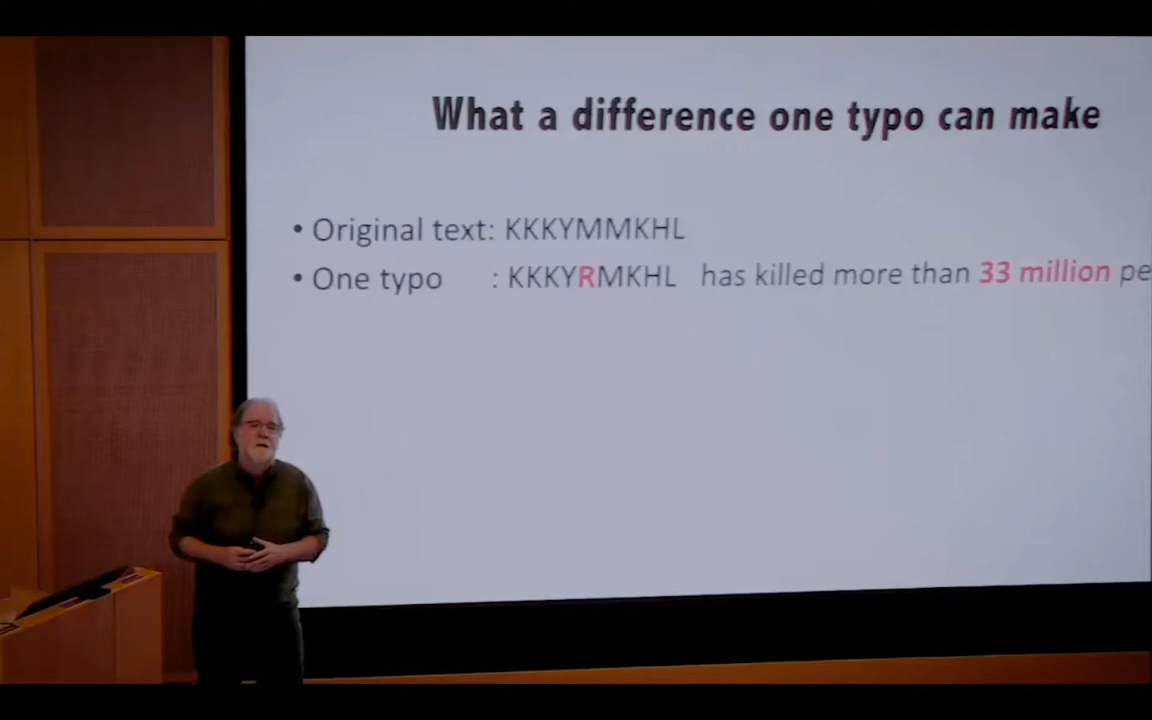 What a difference one typo can make
• Original text: KKKYMMKHL
• One typo : KKKYRMKHL has killed more than 33 million